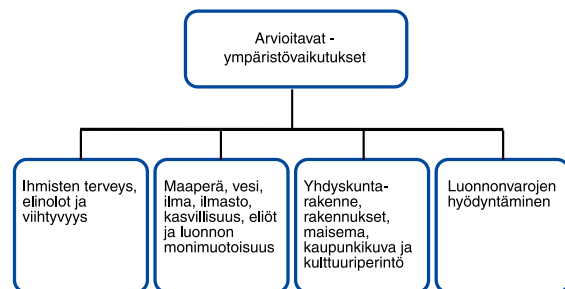 Arvioitavat -
ympäristövaikutukset
Ihmisten terveys,
elinolot ja
viihtyvyys
Maaperä, vesi,
ilma, ilmasto,
kasvillisuus, eliöt
ja luonnon
monimuotoisuus
Yhdyskunta-
rakenne,
rakennukset,
maisema,
kaupunkikuva ja
kulttuuriperintö
Luonnonvarojen
hyödyntäminen